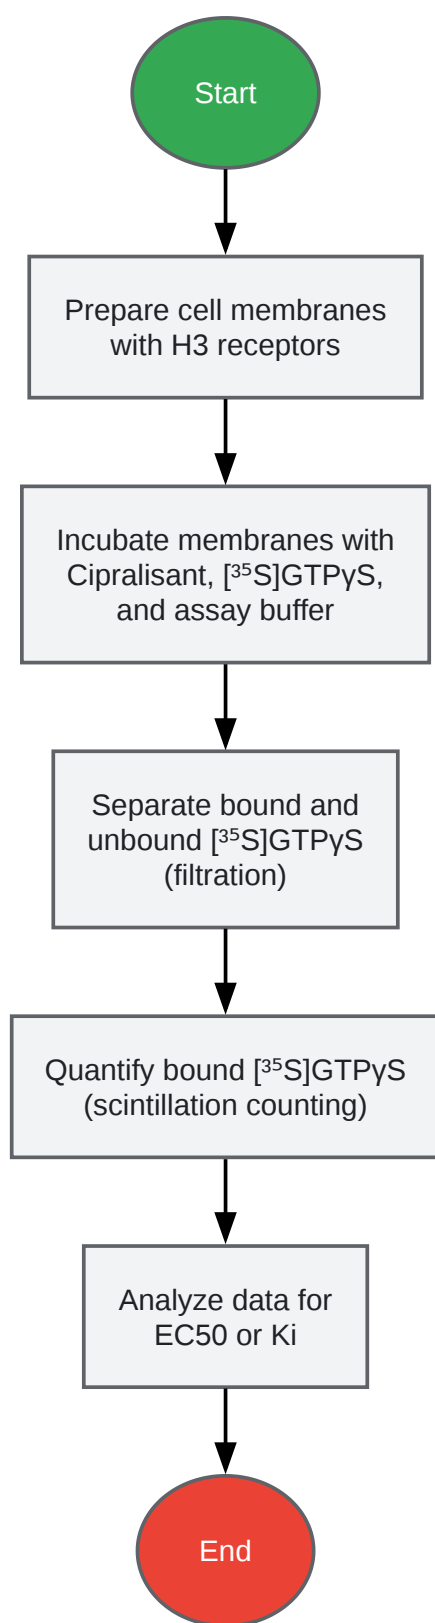 Start
Prepare cell membranes
with H3 receptors
Incubate membranes with
Cipralisant, [³⁵S]GTPγS,
and assay buffer
Separate bound and
unbound [³⁵S]GTPγS
(filtration)
Quantify bound [³⁵S]GTPγS
(scintillation counting)
Analyze data for
EC50 or Ki
End